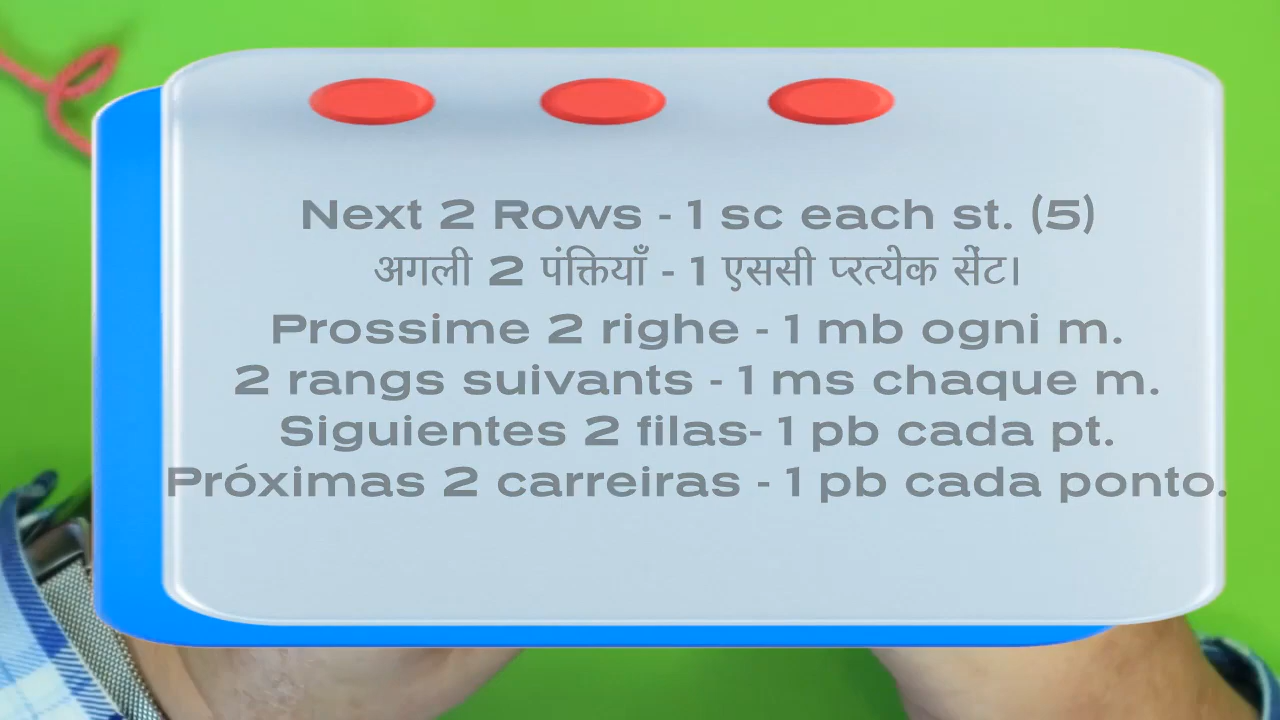 Next 2 Rows - 1 sc each st. (5)
अगली 2 पंक्तियाँ - 1 एससी प्रत्येक सेंट।
Prossime 2 righe - 1 mb ogni m.
2 rangs suivants - 1 ms chaque m.
Siguientes 2 filas- 1 pb cada pt.
Próximas 2 carreiras - 1 pb cada ponto.